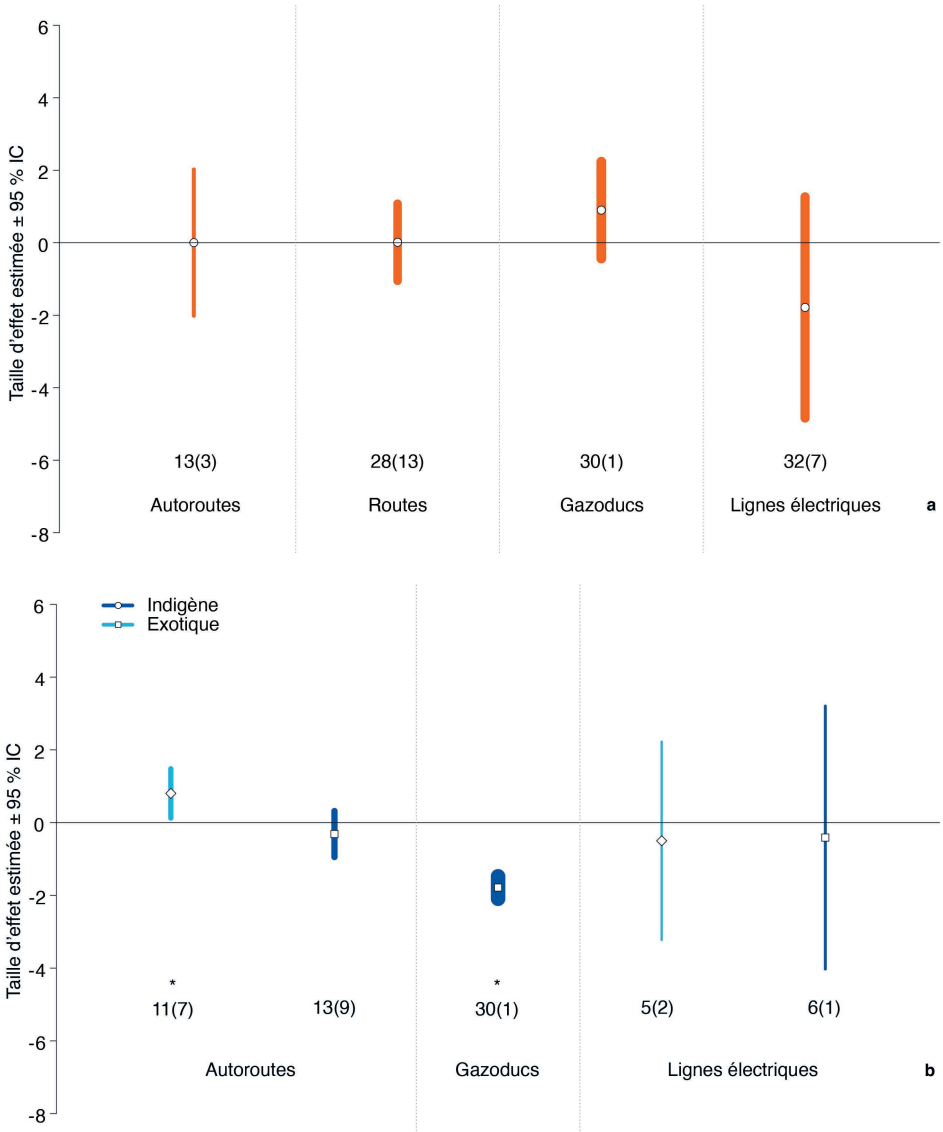 6
4
2
0
-2
-4
-6
-8
Taille d'effet estimée ± 95 % IC
13(3) 28(13) 30(1) 32(7)
Autoroutes Routes Gazoducs Lignes électriques a
Indigène
Exotique
6
4
2
0
-2
-4
-6
-8
Taille d'effet estimée ± 95 % IC
* *
11(7) 13(9) 30(1) 5(2) 6(1)
Autoroutes Gazoducs Lignes électriques b